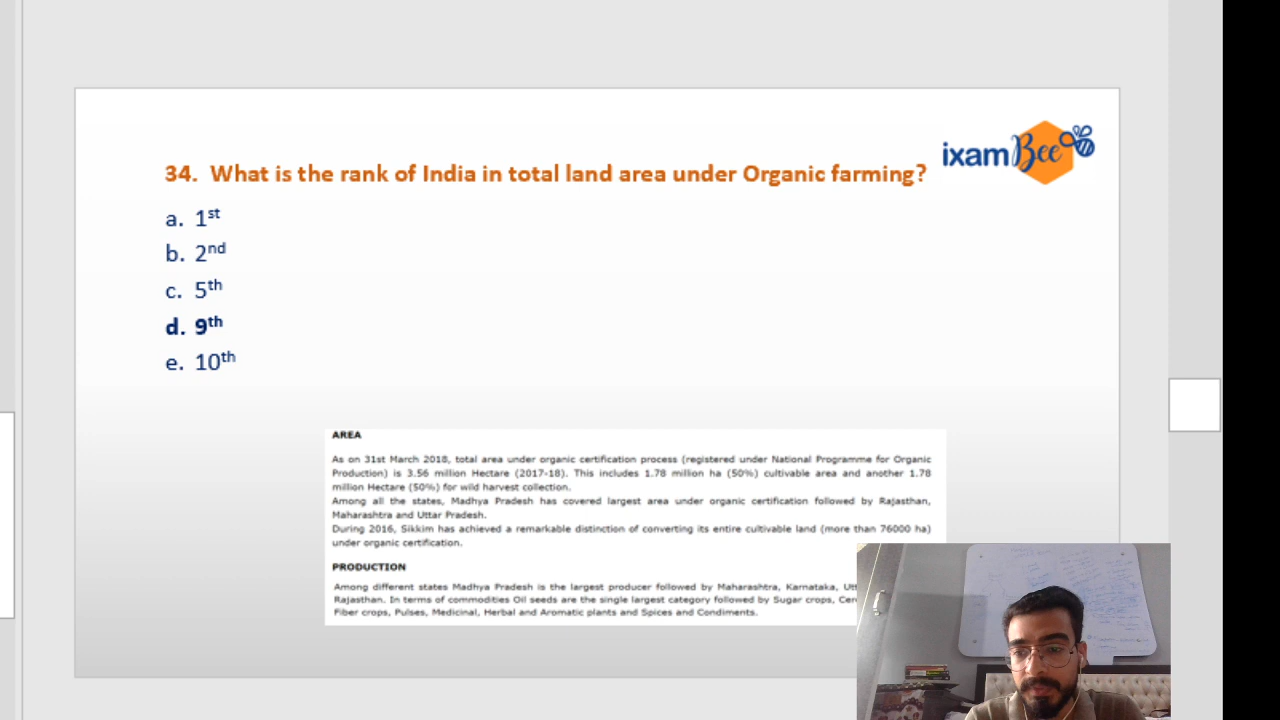 ixamBee
34. What is the rank of India in total land area under Organic farming?
a. 1st
b. 2nd
c. 5th
d. 9th
e. 10th
AREA
As on 31st March 2018, total area under organic certification process (registered under National Programme for Organic
Production) is 3.56 million Hectare (2017-18). This includes 1.78 million ha (50%) cultivable area and another 1.78
million Hectare (50%) for wild harvest collection.
Among all the states, Madhya Pradesh has covered largest area under organic certification followed by Rajasthan,
Maharashtra and Uttar Pradesh.
During 2016, Sikkim has achieved a remarkable distinction of converting its entire cultivable land (more than 76000 ha)
under organic certification.
PRODUCTION
Among different states Madhya Pradesh is the largest producer followed by Maharashtra, Karnataka,
Rajasthan. In terms of commodities Oil seeds are the single largest category followed by Sugar crops,
Fiber crops, Pulses, Medicinal, Herbal and Aromatic plants and Spices and Condiments.